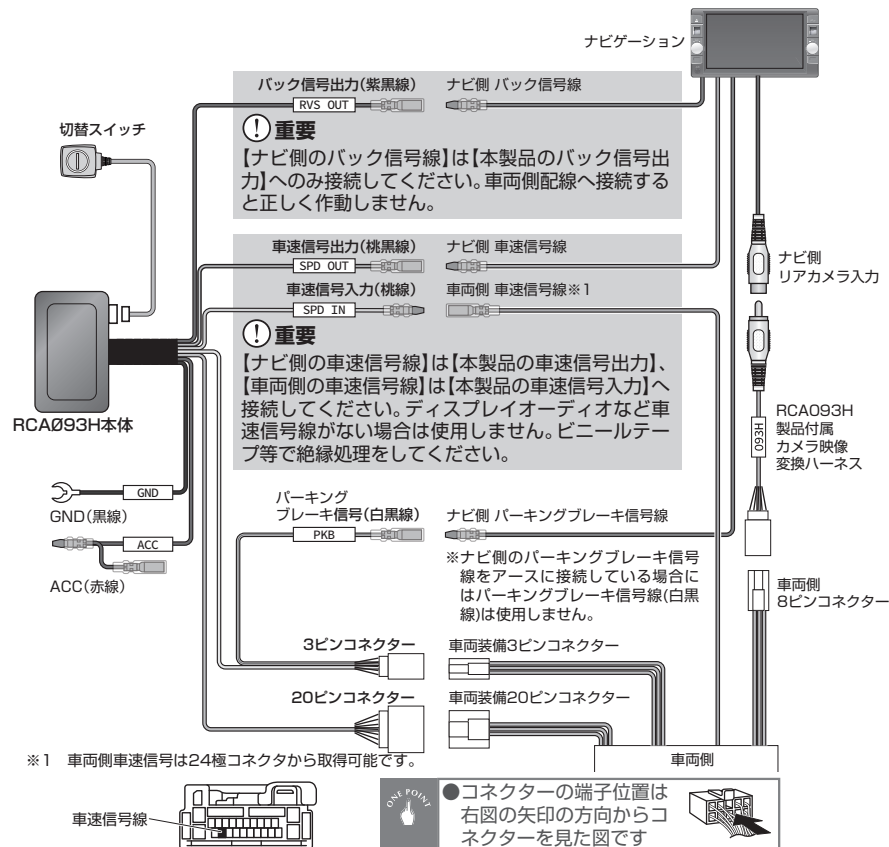 ナビゲーション
バック信号出力(紫黒線)
ナビ側 バック信号線
RVS OUT
重要
【ナビ側のバック信号線】は【本製品のバック信号出
力】へのみ接続してください。車両側配線へ接続する
と正しく作動しません。
切替スイッチ
車速信号出力(桃黒線)
ナビ側 車速信号線
SPD OUT
車速信号入力(桃線)
車両側 車速信号線※1
SPD IN
重要
【ナビ側の車速信号線】は【本製品の車速信号出力】、
【車両側の車速信号線】は【本製品の車速信号入力】へ
接続してください。ディスプレイオーディオなど車
速信号線がない場合は使用しません。ビニールテー
プ等で絶縁処理をしてください。
ナビ側
リアカメラ入力
RCAØ93H本体
RCA093H
製品付属
カメラ映像
変換ハーネス
093H
GND
GND(黒線)
ACC
ACC(赤線)
パーキング
ブレーキ信号(白黒線)
ナビ側 パーキングブレーキ信号線
PKB
※ナビ側のパーキングブレーキ信号
線をアースに接続している場合に
はパーキングブレーキ信号線(白黒
線)は使用しません。
車両側
8ピンコネクター
3ピンコネクター
車両装備3ピンコネクター
20ピンコネクター
車両装備20ピンコネクター
車両側
※1 車両側車速信号は24極コネクタから取得可能です。
車速信号線
ONE POINT
●コネクターの端子位置は
右図の矢印の方向からコ
ネクターを見た図です